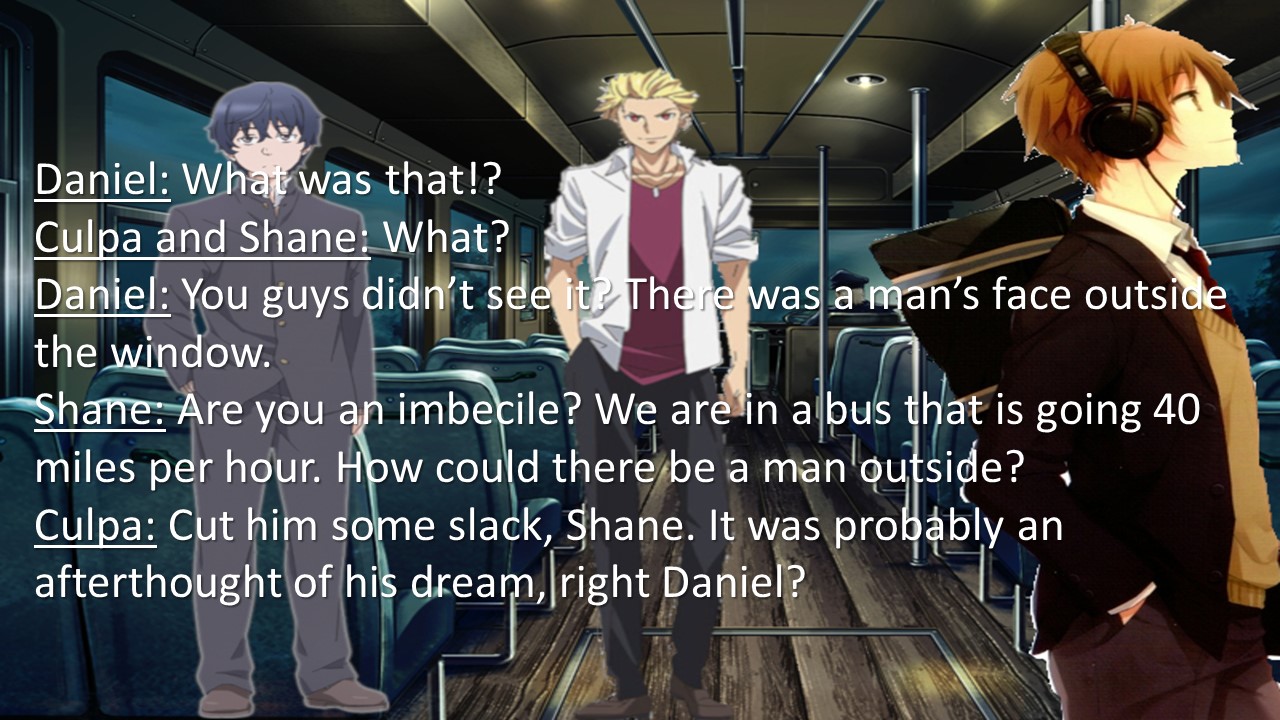 Daniel: What was that!?
Culpa and Shane: What?
Daniel: You guys didn’t see it? There was a man’s face outside
the window.
Shane: Are you an imbecile? We are in a bus that is going 40
miles per hour. How could there be a man outside?
Culpa: Cut him some slack, Shane. It was probably an
afterthought of his dream, right Daniel?